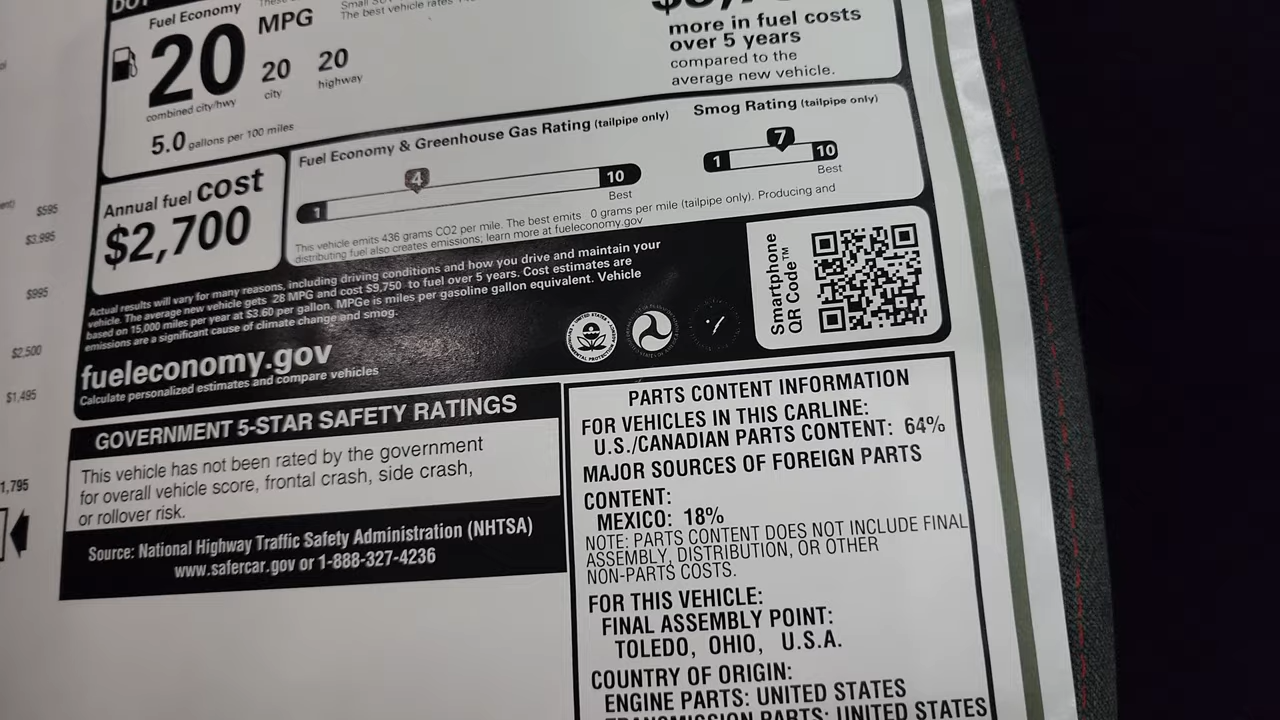 DOT
Fuel Economy
These
Small
MPG
The best vehicle rates
20
20
20
city
highway
combined city/hwy
5.0 gallons per 100 miles
more in fuel costs
over 5 years
compared to the
average new vehicle.
Annual fuel COST
$2,700
Fuel Economy & Greenhouse Gas Rating (tailpipe only)
4
1
10
Best
Smog Rating (tailpipe only)
7
1
10
Best
This vehicle emits 436 grams CO2 per mile. The best emits 0 grams per mile (tailpipe only). Producing and
distributing fuel also creates emissions; learn more at fueleconomy.gov
Actual results will vary for many reasons, including driving conditions and how you drive and maintain your
vehicle. The average new vehicle gets 28 MPG and cost $9,750 to fuel over 5 years. Cost estimates are
based on 15,000 miles per year at $3.60 per gallon. MPGe is miles per gasoline gallon equivalent. Vehicle
emissions are a significant cause of climate change and smog.
fueleconomy.gov
Calculate personalized estimates and compare vehicles
Smartphone
QR Code™
$595
$3,995
$995
$2,500
$1,495
1,795
GOVERNMENT 5-STAR SAFETY RATINGS
This vehicle has not been rated by the government
for overall vehicle score, frontal crash, side crash,
or rollover risk.
Source: National Highway Traffic Safety Administration (NHTSA)
www.safercar.gov or 1-888-327-4236
PARTS CONTENT INFORMATION
FOR VEHICLES IN THIS CARLINE:
U.S./CANADIAN PARTS CONTENT: 64%
MAJOR SOURCES OF FOREIGN PARTS
CONTENT:
MEXICO: 18%
NOTE: PARTS CONTENT DOES NOT INCLUDE FINAL
ASSEMBLY, DISTRIBUTION, OR OTHER
NON-PARTS COSTS.
FOR THIS VEHICLE:
FINAL ASSEMBLY POINT:
TOLEDO, OHIO, U.S.A.
COUNTRY OF ORIGIN:
ENGINE PARTS: UNITED STATES
TRANSMISSION PARTS: UNITED STATES